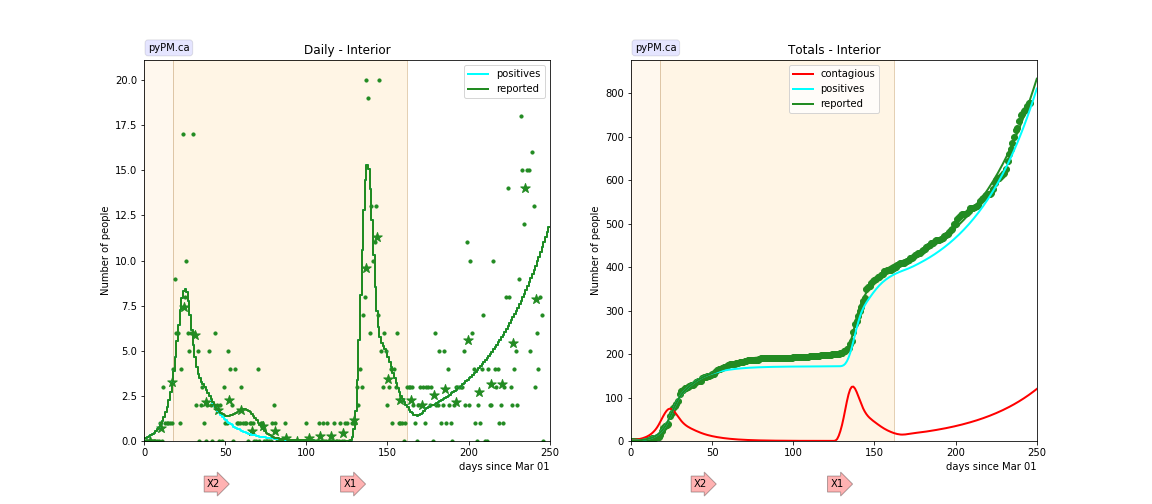 pyPM.ca
Daily - Interior
positives
reported
20.0
17.5
15.0
12.5
10.0
7.5
5.0
2.5
0.0
Number of people
0 50 100 150 200 250
days since Mar 01
X2 X1
pyPM.ca
Totals - Interior
contagious
positives
reported
800
700
600
500
400
300
200
100
0
Number of people
0 50 100 150 200 250
days since Mar 01
X2 X1